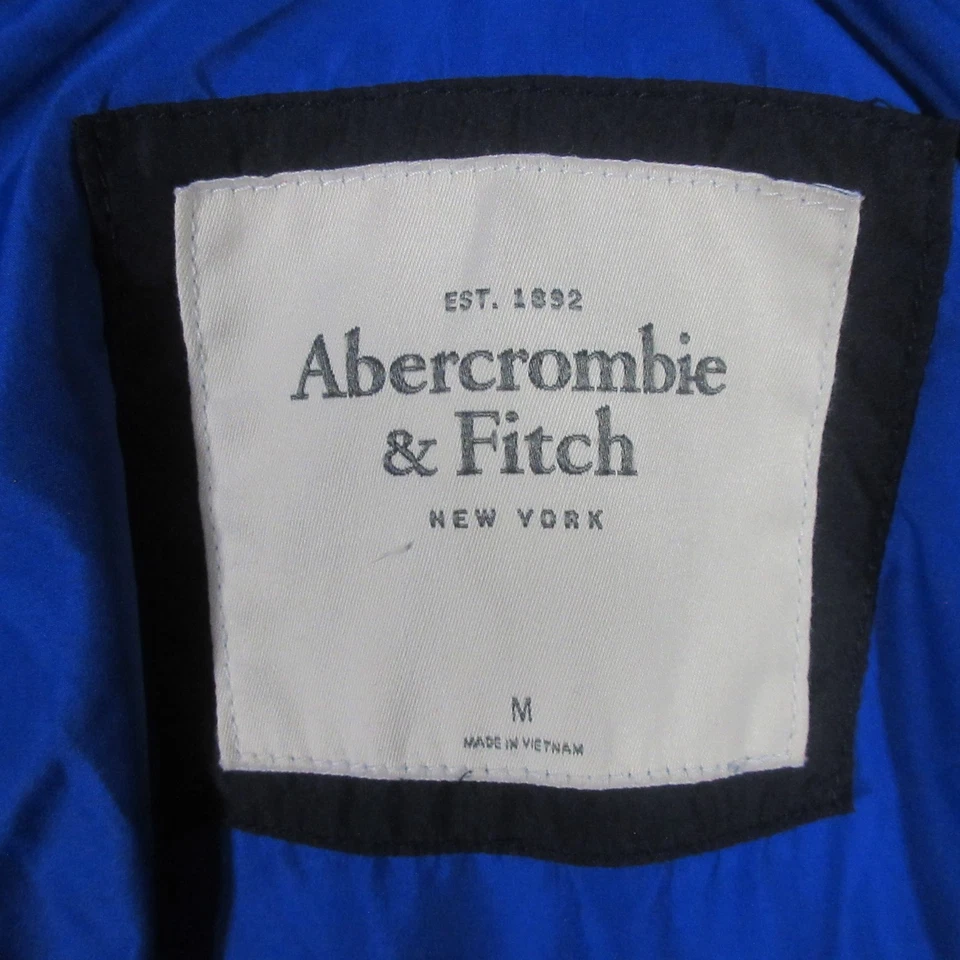 EST. 1892
Abercrombie
& Fitch
NEW YORK
M
MADE IN VIETNAM